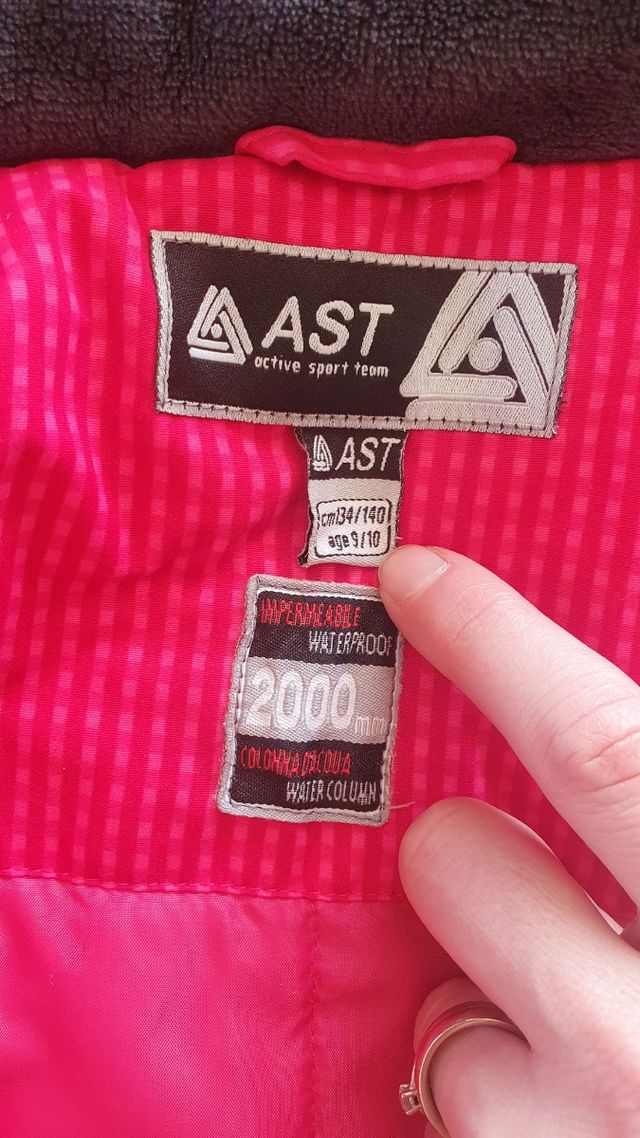 AST
active sport team
AST
cm134/140
age 9/10
IMPERMEABILE
WATERPROOF
2000mm
COLONNA D'ACQUA
WATER COLUMN